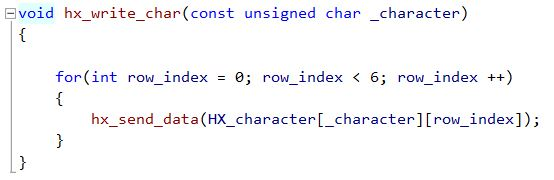 void hx_write_char(const unsigned char _character)
{
for(int row_index = 0; row_index < 6; row_index ++)
{
hx_send_data(HX_character[_character][row_index]);
}
}